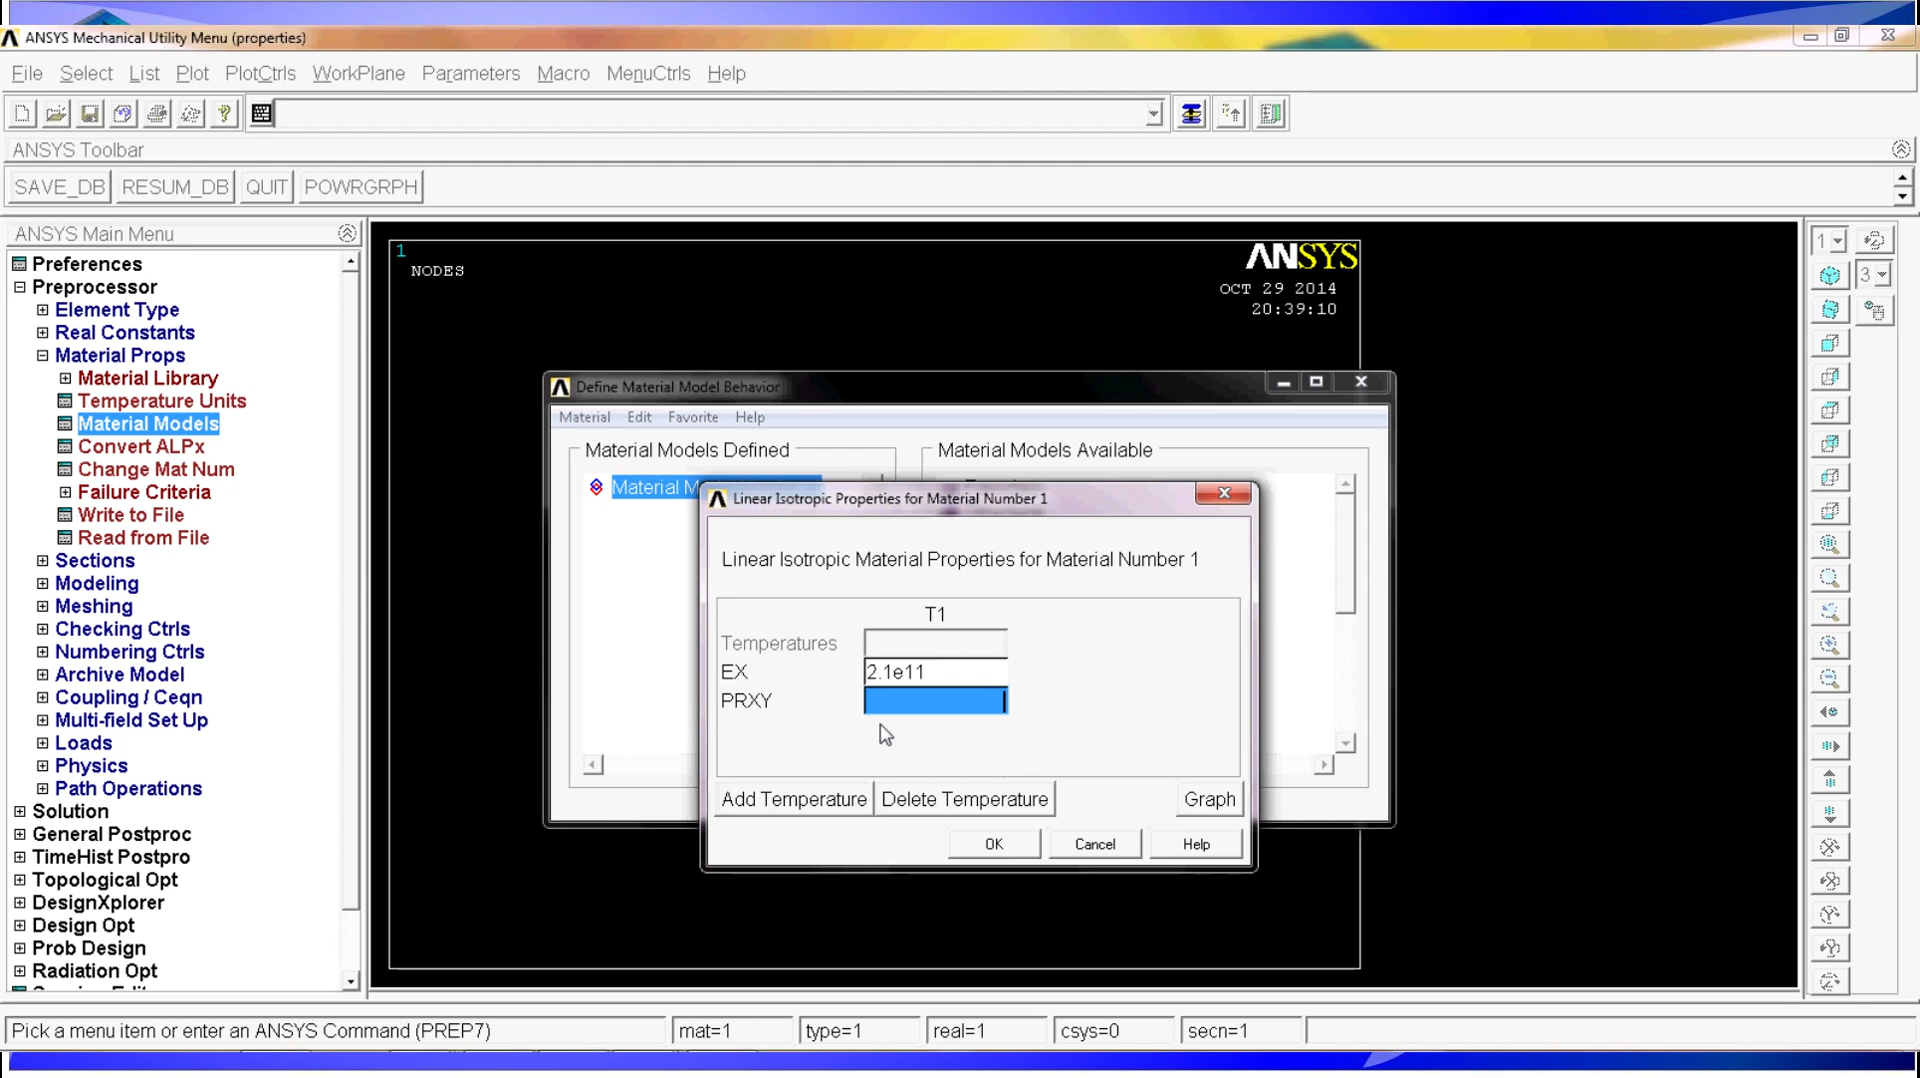 ANSYS Mechanical Utility Menu (properties)
File Select List Plot PlotCtrls WorkPlane Parameters Macro MenuCtrls Help
ANSYS Toolbar
SAVE_DB RESUM_DB QUIT POWRGRPH
ANSYS Main Menu
Preferences
Preprocessor
Element Type
Real Constants
Material Props
Material Library
Temperature Units
Material Models
Convert ALPx
Change Mat Num
Failure Criteria
Write to File
Read from File
Sections
Modeling
Meshing
Checking Ctrls
Numbering Ctrls
Archive Model
Coupling / Ceqn
Multi-field Set Up
Loads
Physics
Path Operations
Solution
General Postproc
TimeHist Postpro
Topological Opt
DesignXplorer
Design Opt
Prob Design
Radiation Opt
1
NODES
ANSYS
OCT 29 2014
20:39:10
1
3
Define Material Model Behavior
Material Edit Favorite Help
Material Models Defined
Material Models Available
Material M
Linear Isotropic Properties for Material Number 1
Linear Isotropic Material Properties for Material Number 1
T1
Temperatures
EX 2.1e11
PRXY
Add Temperature Delete Temperature Graph
OK Cancel Help
Pick a menu item or enter an ANSYS Command (PREP7) mat=1 type=1 real=1 csys=0 secn=1